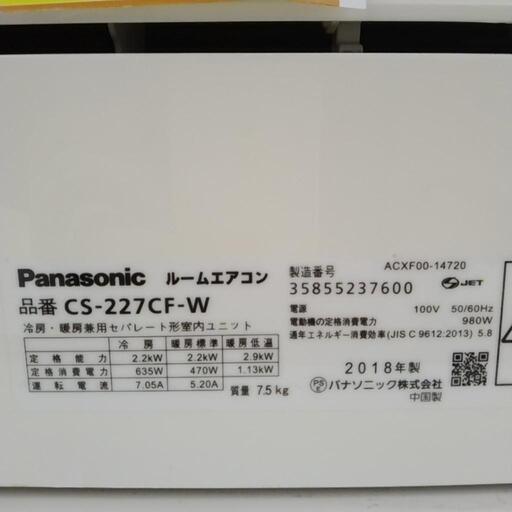 Panasonic ルームエアコン
品番 CS-227CF-W
冷房・暖房兼用セパレート形室内ユニット
冷 房 暖房標準 暖房低温
定 格 能 力 2.2kW 2.2kW 2.9kW
定格消費電力 635W 470W 1.13kW
運 転 電 流 7.05A 5.20A
質量 7.5 kg
ACXF00-14720
製造番号
35855237600
JET
電源 100V 50/60Hz
電動機の定格消費電力 980W
通年エネルギー消費効率(JIS C 9612:2013) 5.8
2018年製
PSE パナソニック株式会社
中国製